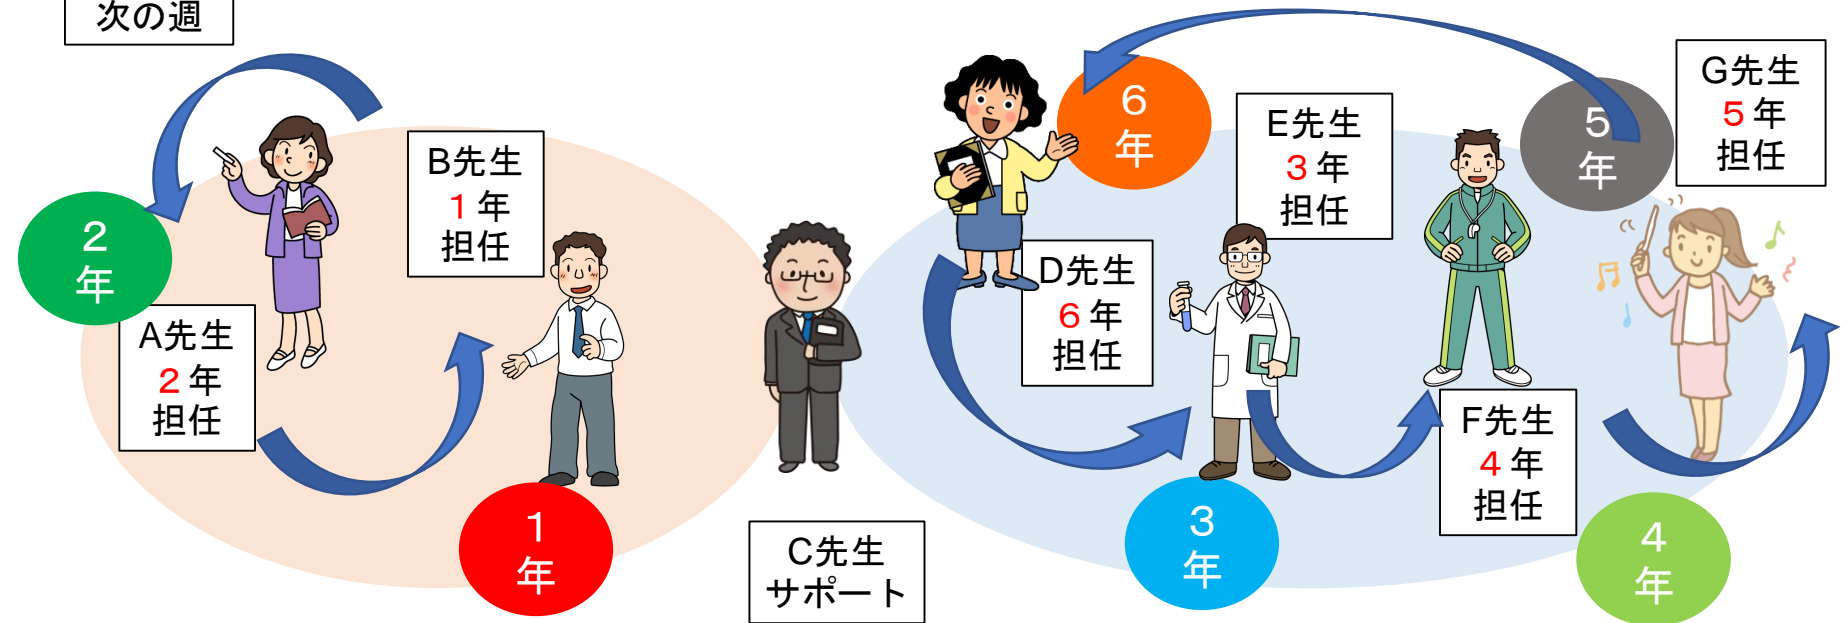 次の週
２
年
A先生
２年
担任
B先生
１年
担任
１
年
C先生
サポート
６
年
D先生
６年
担任
E先生
３年
担任
３
年
F先生
４年
担任
４
年
５
年
G先生
５年
担任